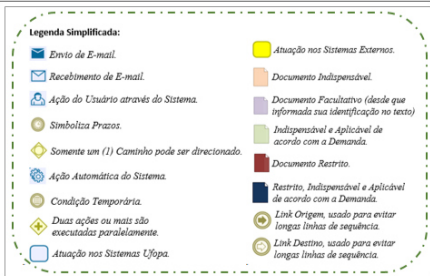 Legenda Simplificada:
Envio de E-mail.
Recebimento de E-mail.
Ação do Usuário através do Sistema.
Simboliza Prazos.
Somente um (1) Caminho pode ser direcionado.
Ação Automática do Sistema.
Condição Temporária.
Duas ações ou mais são
executadas paralelamente.
Atuação nos Sistemas Ufopa.
Atuação nos Sistemas Externos.
Documento Indispensável.
Documento Facultativo (desde que
informada sua identificação no texto)
Indispensável e Aplicável de
acordo com a Demanda.
Documento Restrito.
Restrito, Indispensável e Aplicável
de acordo com a Demanda.
Link Origem, usado para evitar
longas linhas de sequência.
Link Destino, usado para evitar
longas linhas de sequência.